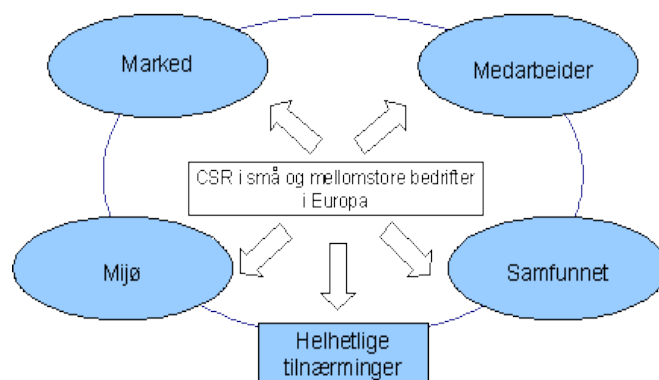 Marked
Medarbeider
CSR i små og mellomstore bedrifter
i Europa
Mijø
Samfunnet
Helhetlige
tilnærminger